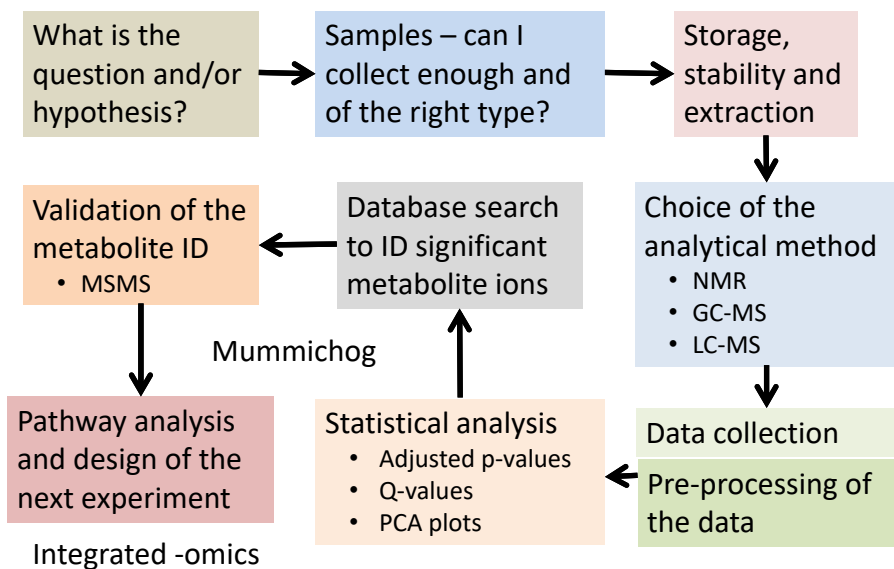 What is the
question and/or
hypothesis?
Samples – can I
collect enough and
of the right type?
Storage,
stability and
extraction
Choice of the
analytical method
• NMR
• GC-MS
• LC-MS
Data collection
Pre-processing of
the data
Statistical analysis
• Adjusted p-values
• Q-values
• PCA plots
Database search
to ID significant
metabolite ions
Validation of the
metabolite ID
• MSMS
Mummichog
Pathway analysis
and design of the
next experiment
Integrated -omics